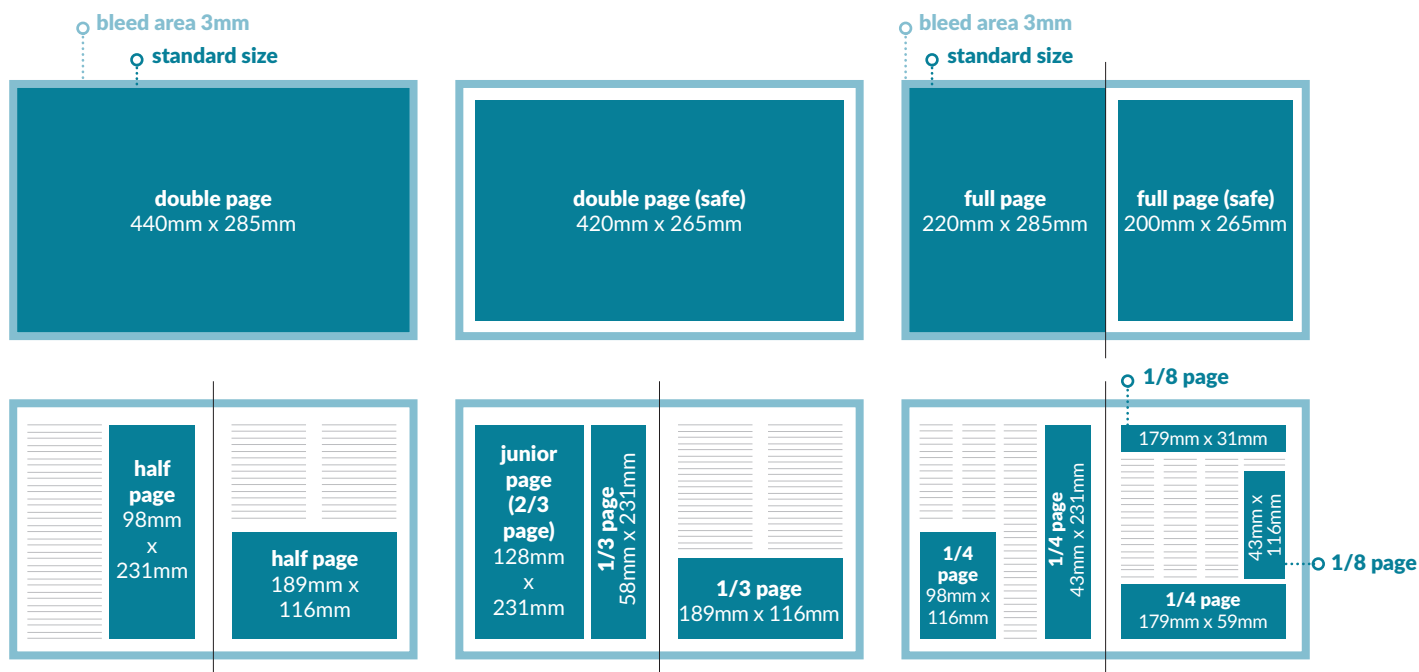 bleed area 3mm
standard size
double page
440mm x 285mm
double page (safe)
420mm x 265mm
bleed area 3mm
standard size
full page
220mm x 285mm
full page (safe)
200mm x 265mm
half
page
98mm
x
231mm
half page
189mm x
116mm
junior
page
(2/3
page)
128mm
x
231mm
1/3 page
58mm x 231mm
1/3 page
189mm x 116mm
1/4
page
98mm x
116mm
1/4 page
43mm x 231mm
1/8 page
179mm x 31mm
43mm x
116mm
1/8 page
1/4 page
179mm x 59mm